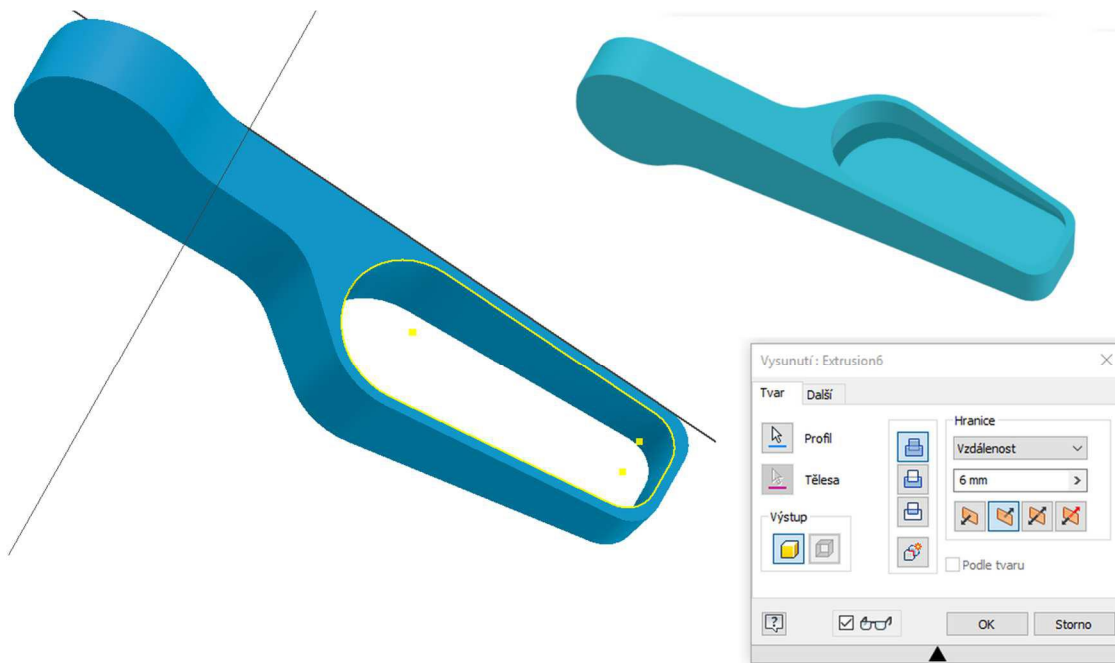 Vysunutí : Extrusion6
Tvar
Další
Profil
Tělesa
Výstup
Hranice
Vzdálenost
6 mm
Podle tvaru
OK
Storno